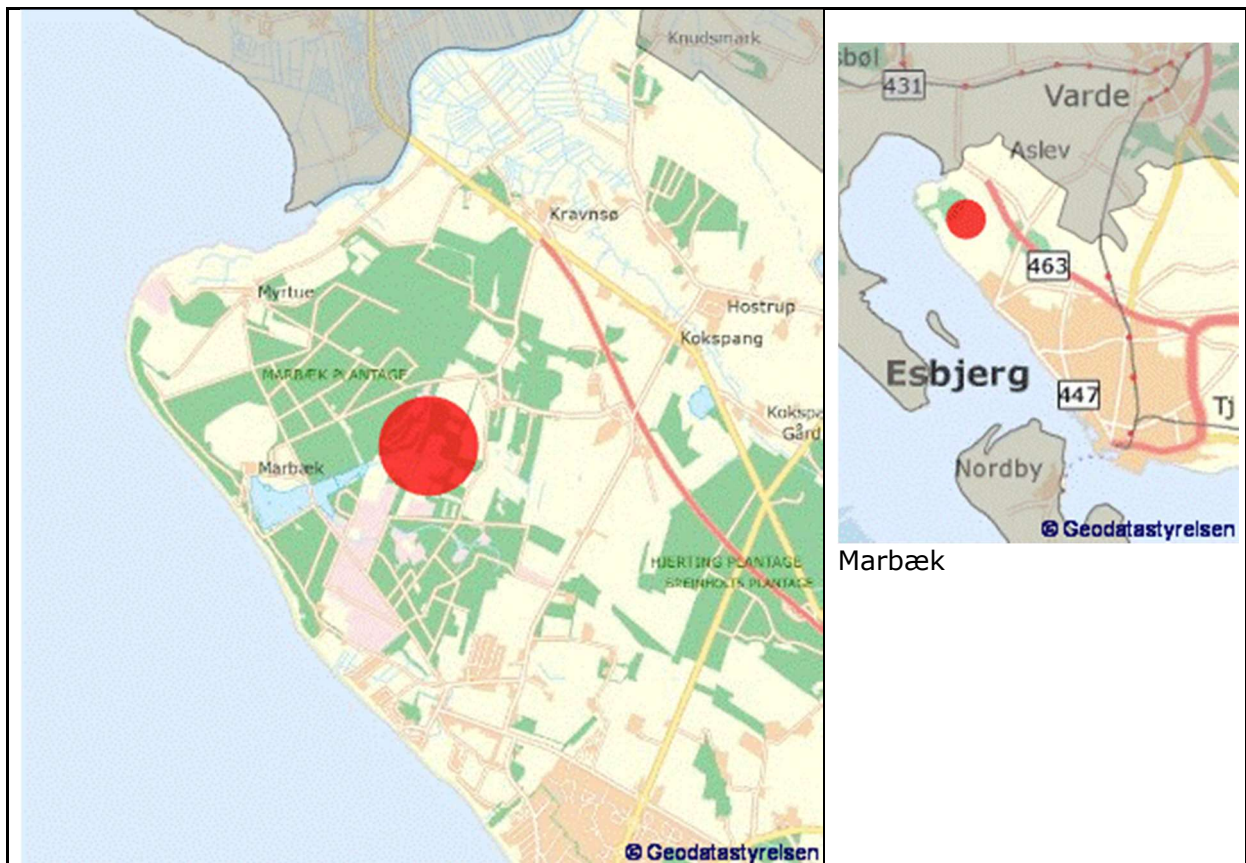 Knudsmark
Kravnsø
Myrtue
Hostrup
Kokspang
MARBÆK PLANTAGE
Kokspa
Gård
Marbæk
HJERTING PLANTAGE
SPEJNHOLTS PLANTAGE
© Geodatastyrelsen
sbøl
431
Varde
Aslev
463
Esbjerg
447
Tj
Nordby
© Geodatastyrelsen
Marbæk